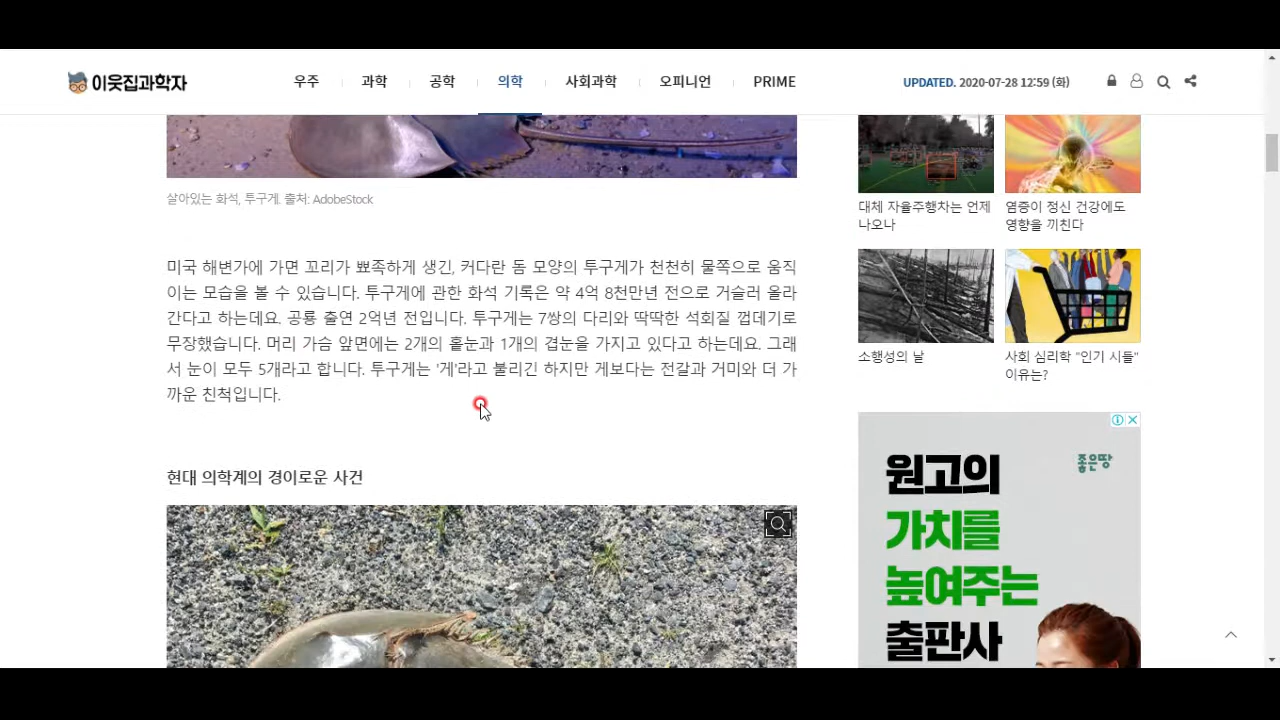 이웃집과학자
우주 과학 공학 의학 사회과학 오피니언 PRIME
UPDATED. 2020-07-28 12:59 (화)
살아있는 화석, 투구게. 출처: AdobeStock
미국 해변가에 가면 꼬리가 뾰족하게 생긴, 커다란 돔 모양의 투구게가 천천히 물쪽으로 움직
이는 모습을 볼 수 있습니다. 투구게에 관한 화석 기록은 약 4억 8천만년 전으로 거슬러 올라
간다고 하는데요. 공룡 출연 2억년 전입니다. 투구게는 7쌍의 다리와 딱딱한 석회질 껍데기로
무장했습니다. 머리 가슴 앞면에는 2개의 홑눈과 1개의 겹눈을 가지고 있다고 하는데요. 그래
서 눈이 모두 5개라고 합니다. 투구게는 '게'라고 불리긴 하지만 게보다는 전갈과 거미와 더 가
까운 친척입니다.
현대 의학계의 경이로운 사건
대체 자율주행차는 언제
나오나
염증이 정신 건강에도
영향을 끼친다
소행성의 날
사회 심리학 "인기 시들"
이유는?
좋은땅
원고의
가치를
높여주는
출판사